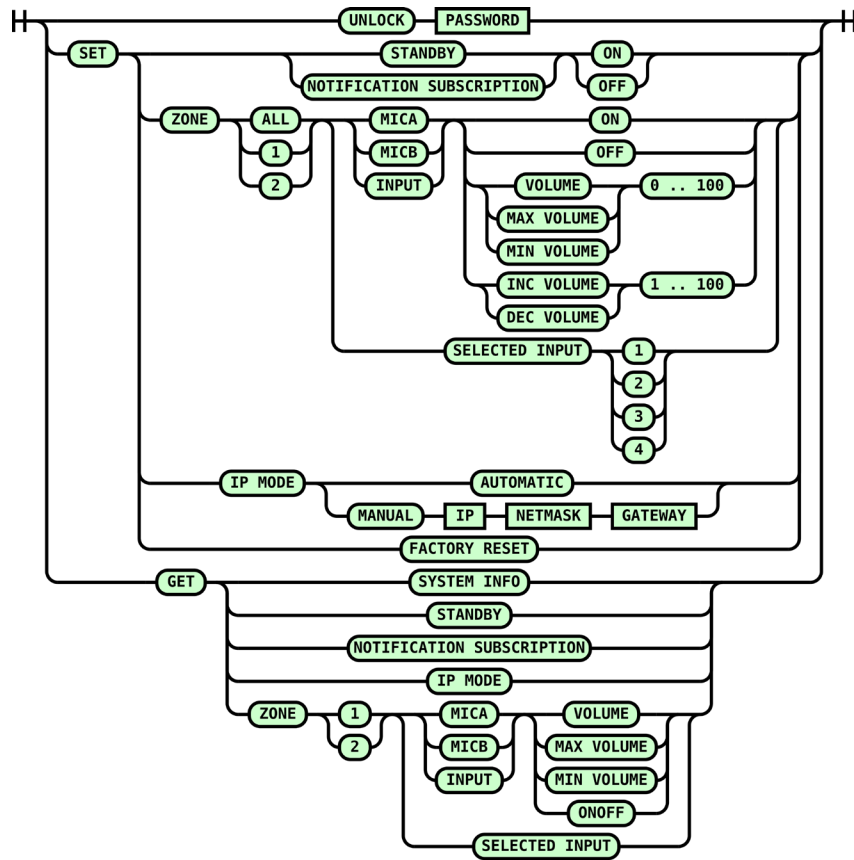 UNLOCK PASSWORD
SET STANDBY ON
NOTIFICATION SUBSCRIPTION OFF
ZONE ALL MICA ON
1 MICB OFF
2 INPUT VOLUME 0 .. 100
MAX VOLUME
MIN VOLUME
INC VOLUME 1 .. 100
DEC VOLUME
SELECTED INPUT 1
2
3
4
IP MODE AUTOMATIC
MANUAL IP NETMASK GATEWAY
FACTORY RESET
GET SYSTEM INFO
STANDBY
NOTIFICATION SUBSCRIPTION
IP MODE
ZONE 1 MICA VOLUME
2 MICB MAX VOLUME
INPUT MIN VOLUME
ONOFF
SELECTED INPUT